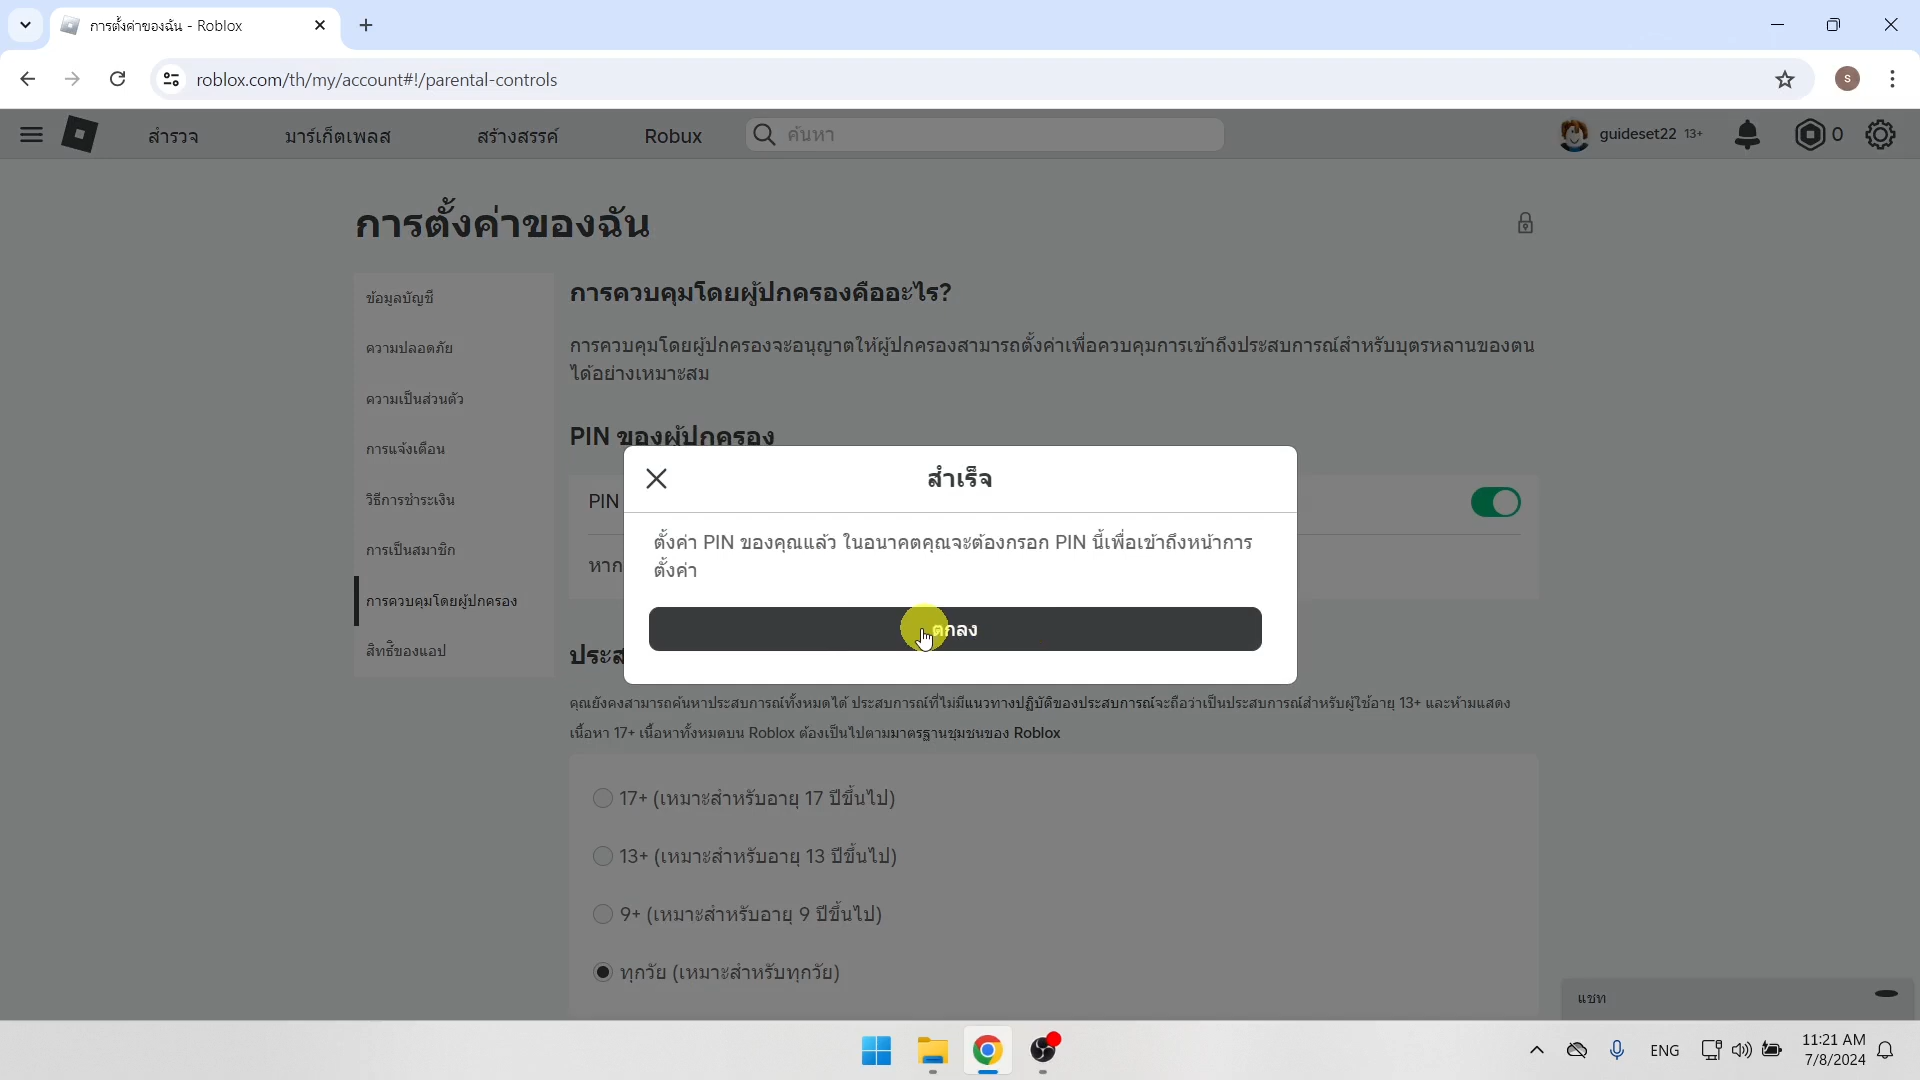 การตั้งค่าของฉัน - Roblox
roblox.com/th/my/account#!/parental-controls
S
สำรวจ
มาร์เก็ตเพลส
สร้างสรรค์
Robux
ค้นหา
guideset22 13+
0
การตั้งค่าของฉัน
ข้อมูลบัญชี
ความปลอดภัย
ความเป็นส่วนตัว
การแจ้งเตือน
วิธีการชำระเงิน
การเป็นสมาชิก
การควบคุมโดยผู้ปกครอง
สิทธิ์ของแอป
การควบคุมโดยผู้ปกครองคืออะไร?
การควบคุมโดยผู้ปกครองจะอนุญาตให้ผู้ปกครองสามารถตั้งค่าเพื่อควบคุมการเข้าถึงประสบการณ์สำหรับบุตรหลานของตน
ได้อย่างเหมาะสม
PIN ของผู้ปกครอง
PIN
หาก
สำเร็จ
ตั้งค่า PIN ของคุณแล้ว ในอนาคตคุณจะต้องกรอก PIN นี้เพื่อเข้าถึงหน้าการ
ตั้งค่า
ตกลง
คุณยังคงสามารถค้นหาประสบการณ์ทั้งหมดได้ ประสบการณ์ที่ไม่มีแนวทางปฏิบัติของประสบการณ์จะถือว่าเป็นประสบการณ์สำหรับผู้ใช้อายุ 13+ และห้ามแสดง
เนื้อหา 17+ เนื้อหาทั้งหมดบน Roblox ต้องเป็นไปตามมาตรฐานชุมชนของ Roblox
17+ (เหมาะสำหรับอายุ 17 ปีขึ้นไป)
13+ (เหมาะสำหรับอายุ 13 ปีขึ้นไป)
9+ (เหมาะสำหรับอายุ 9 ปีขึ้นไป)
ทุกวัย (เหมาะสำหรับทุกวัย)
แชท
ENG
11:21 AM
7/8/2024